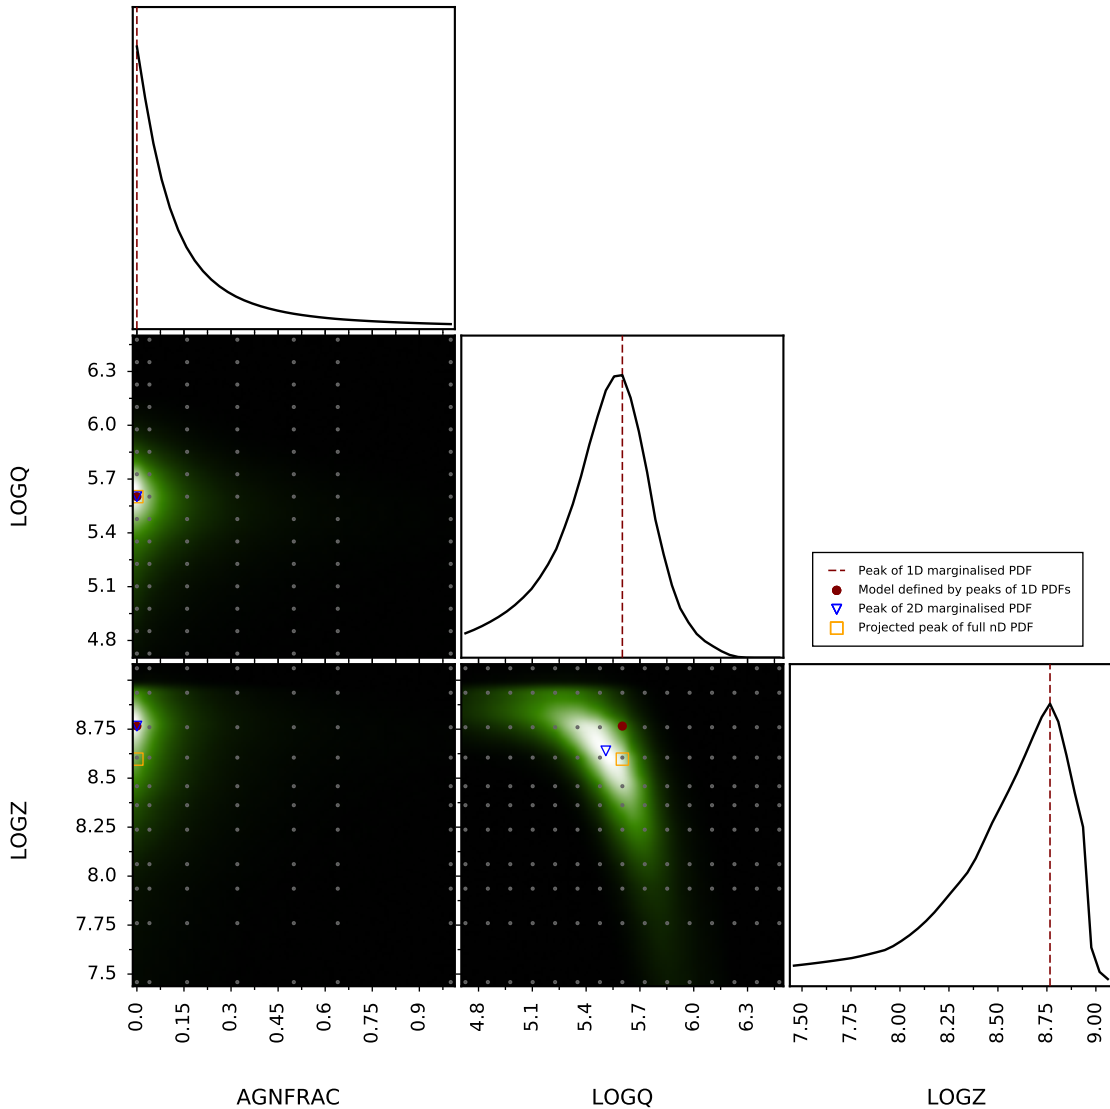 LOGQ
6.3
6.0
5.7
5.4
5.1
4.8
Peak of 1D marginalised PDF
Model defined by peaks of 1D PDFs
Peak of 2D marginalised PDF
Projected peak of full nD PDF
LOGZ
8.75
8.5
8.25
8.0
7.75
7.5
0.0 0.15 0.3 0.45 0.6 0.75 0.9
4.8 5.1 5.4 5.7 6.0 6.3
7.50 7.75 8.00 8.25 8.50 8.75 9.00
AGNFRAC LOGQ LOGZ